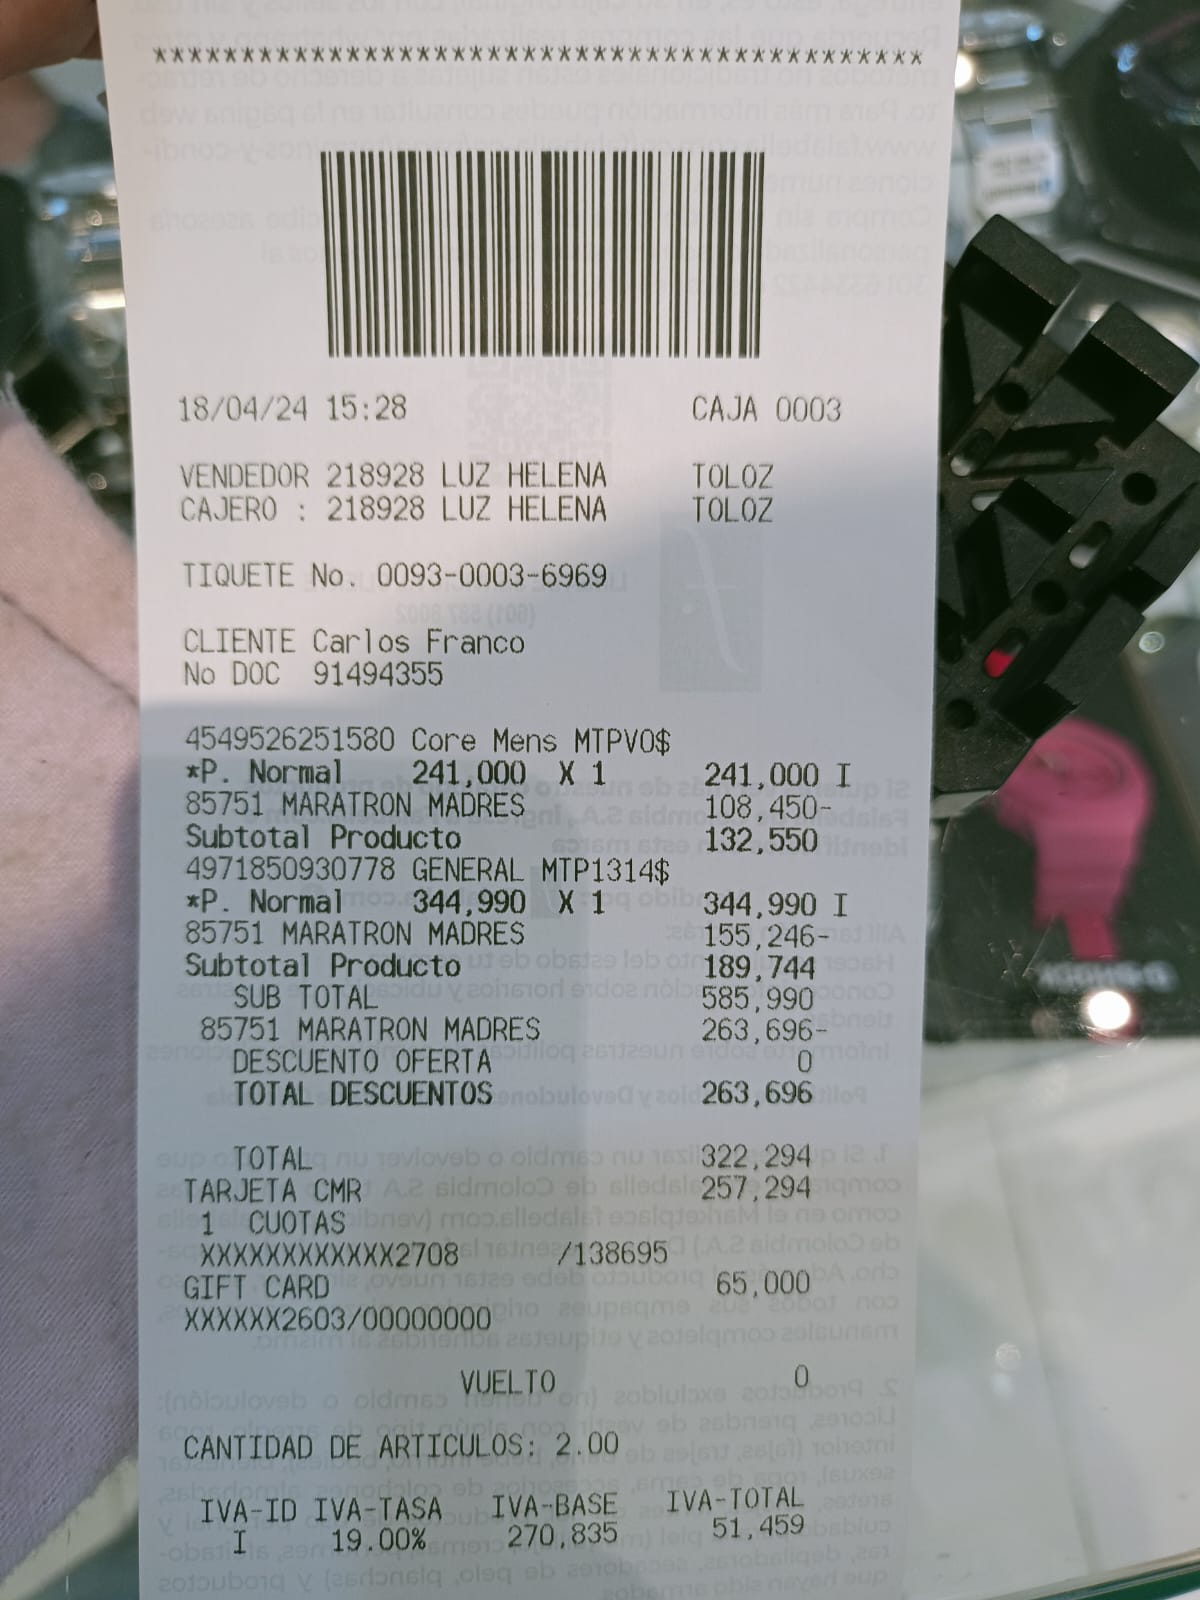 ******************************************
18/04/24 15:28 CAJA 0003
VENDEDOR 218928 LUZ HELENA TOLOZ
CAJERO : 218928 LUZ HELENA TOLOZ
TIQUETE No. 0093-0003-6969
CLIENTE Carlos Franco
No DOC 91494355
4549526251580 Core Mens MTPVO$
*P. Normal 241,000 X 1 241,000 I
85751 MARATRON MADRES 108,450-
Subtotal Producto 132,550
4971850930778 GENERAL MTP1314$
*P. Normal 344,990 X 1 344,990 I
85751 MARATRON MADRES 155,246-
Subtotal Producto 189,744
SUB TOTAL 585,990
85751 MARATRON MADRES 263,696-
DESCUENTO OFERTA 0
TOTAL DESCUENTOS 263,696
TOTAL 322,294
TARJETA CMR 257,294
1 CUOTAS
XXXXXXXXXXXX2708 /138695
GIFT CARD 65,000
XXXXXX2603/00000000
VUELTO 0
CANTIDAD DE ARTICULOS: 2.00
IVA-ID IVA-TASA IVA-BASE IVA-TOTAL
I 19.00% 270,835 51,459